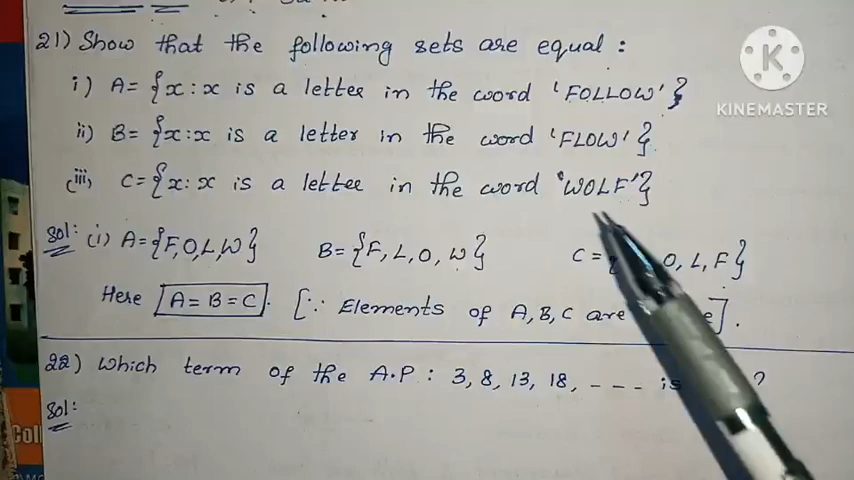 21) Show that the following sets are equal :
i) A = {x : x is a letter in the word 'FOLLOW'}
ii) B = {x : x is a letter in the word 'FLOW'}
(iii, C = {x : x is a letter in the word 'WOLF'}
Sol: (i) A = {F, O, L, W} B = {F, L, O, W} C = { O, L, F}
Here A = B = C . [∵ Elements of A, B, C are ].
22) Which term of the A.P : 3, 8, 13, 18, ---- is ?
Sol:
KINEMASTER
Coll